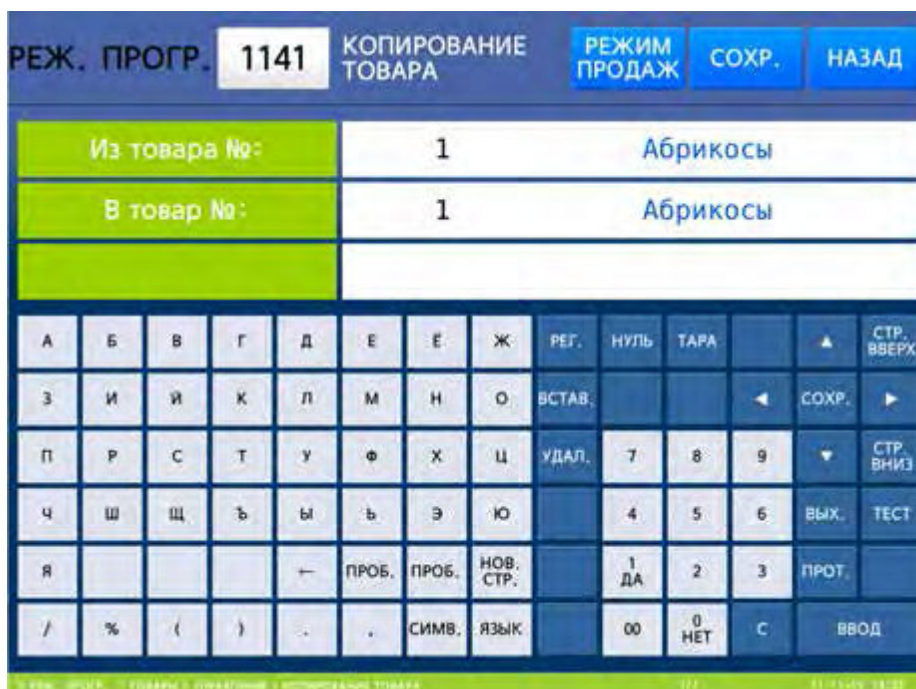 РЕЖ. ПРОГР. 1141 КОПИРОВАНИЕ ТОВАРА РЕЖИМ ПРОДАЖ СОХР. НАЗАД
Из товара №: 1 Абрикосы
В товар №: 1 Абрикосы
А Б В Г Д Е Ё Ж РЕГ. НУЛЬ ТАРА ▲ СТР. ВВЕРХ
З И Й К Л М Н О ВСТАВ. ◀ СОХР. ▶
П Р С Т У Ф Х Ц УДАЛ. 7 8 9 ▼ СТР. ВНИЗ
Ч Ш Щ Ъ Ы Ь Э Ю 4 5 6 ВЫХ. ТЕСТ
Я ← ПРОБ. ПРОБ. НОВ. СТР. 1 ДА 2 3 ПРОТ.
/ % ( ) . , СИМВ. ЯЗЫК 00 0 НЕТ С ВВОД